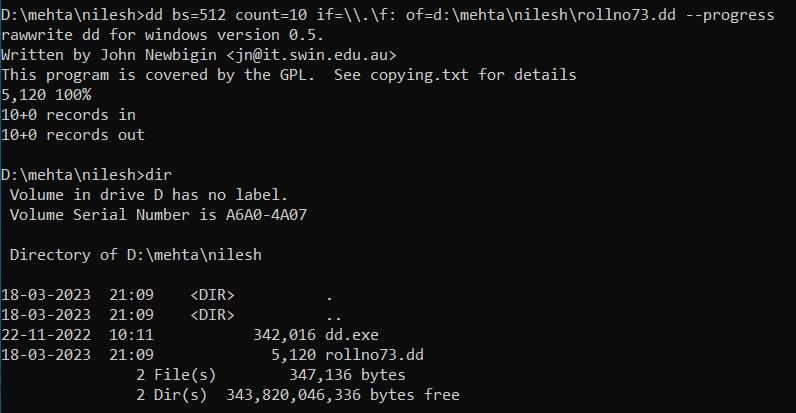 D:\mehta\nilesh>dd bs=512 count=10 if=\\.\f: of=d:\mehta\nilesh\rollno73.dd --progress
rawwrite dd for windows version 0.5.
Written by John Newbigin <jn@it.swin.edu.au>
This program is covered by the GPL.  See copying.txt for details
5,120 100%
10+0 records in
10+0 records out

D:\mehta\nilesh>dir
 Volume in drive D has no label.
 Volume Serial Number is A6A0-4A07

 Directory of D:\mehta\nilesh

18-03-2023  21:09    <DIR>          .
18-03-2023  21:09    <DIR>          ..
22-11-2022  10:11           342,016 dd.exe
18-03-2023  21:09             5,120 rollno73.dd
               2 File(s)        347,136 bytes
               2 Dir(s)  343,820,046,336 bytes free